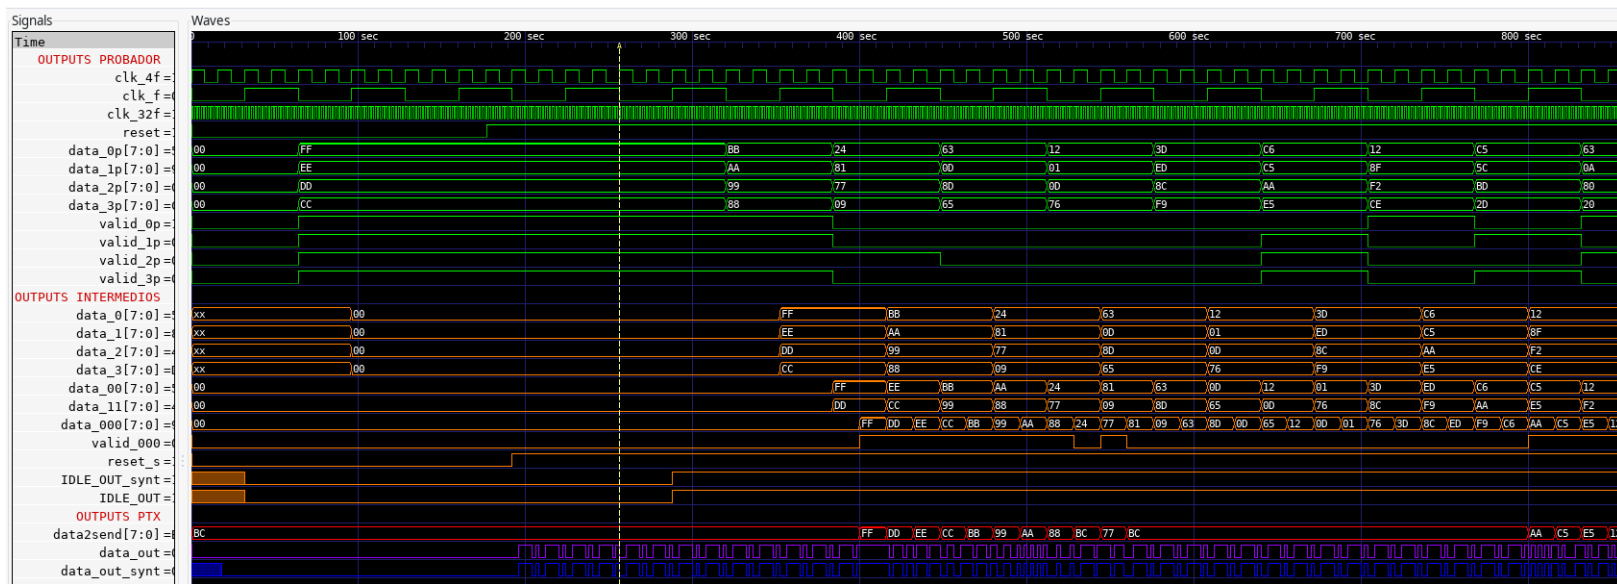 Signals Waves
Time 0 100 sec 200 sec 300 sec 400 sec 500 sec 600 sec 700 sec 800 sec
A
OUTPUTS PROBADOR
clk_4f=
clk_f=
clk_32f=
reset=
data_0p[7:0]= 00 FF BB 24 63 12 3D C6 12 C5 63
data_1p[7:0]= 00 EE AA 81 0D 01 ED C5 8F 5C 0A
data_2p[7:0]= 00 DD 99 77 8D 0D 8C AA F2 BD 80
data_3p[7:0]= 00 CC 88 09 65 76 F9 E5 CE 2D 20
valid_0p=
valid_1p=
valid_2p=
valid_3p=
OUTPUTS INTERMEDIOS
data_0[7:0]= xx 00 FF BB 24 63 12 3D C6 12
data_1[7:0]= xx 00 EE AA 81 0D 01 ED C5 8F
data_2[7:0]= xx 00 DD 99 77 8D 0D 8C AA F2
data_3[7:0]= xx 00 CC 88 09 65 76 F9 E5 CE
data_00[7:0]= 00 FF EE BB AA 24 81 63 0D 12 01 3D ED C6 C5 12
data_11[7:0]= 00 DD CC 99 88 77 09 8D 65 0D 76 8C F9 AA E5 F2
data_000[7:0]= 00 FF DD EE CC BB 99 AA 88 24 77 81 09 63 8D 0D 65 12 0D 01 76 3D 8C ED F9 C6 AA C5 E5
valid_000=
reset_s=
IDLE_OUT_synt=
IDLE_OUT=
OUTPUTS PTX
data2send[7:0]= BC FF DD EE CC BB 99 AA 88 BC 77 BC AA C5 E5
data_out=
data_out_synt=